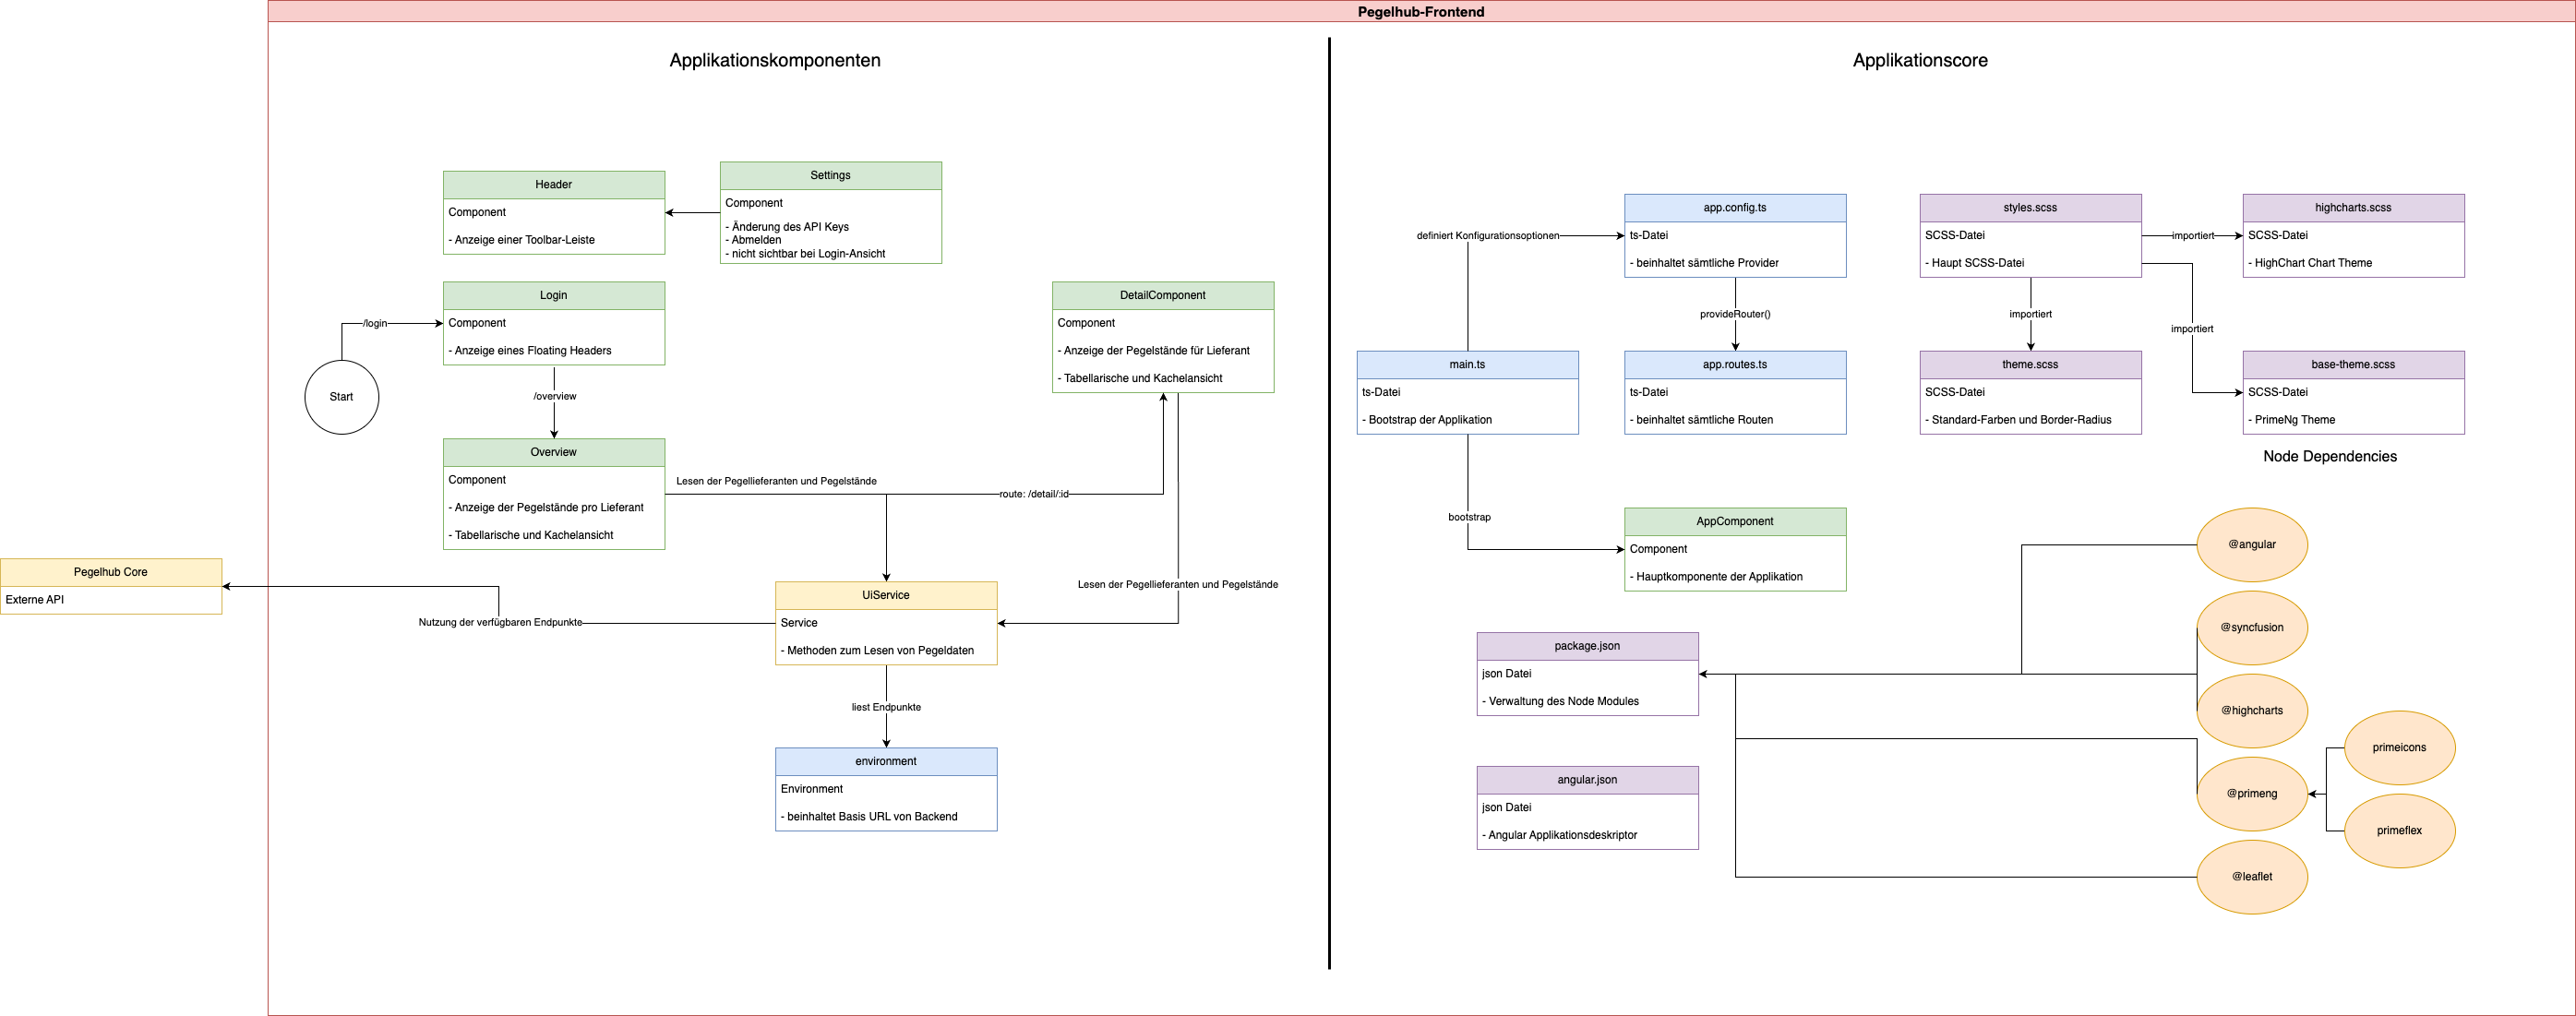 Pegelhub-Frontend
Applikationskomponenten
Header
Component
- Anzeige einer Toolbar-Leiste
Settings
Component
- Änderung des API Keys
- Abmelden
- nicht sichtbar bei Login-Ansicht
Start
/login
Login
Component
- Anzeige eines Floating Headers
/overview
Overview
Component
- Anzeige der Pegelstände pro Lieferant
- Tabellarische und Kachelansicht
Lesen der Pegellieferanten und Pegelstände
route: /detail/:id
DetailComponent
Component
- Anzeige der Pegelstände für Lieferant
- Tabellarische und Kachelansicht
Lesen der Pegellieferanten und Pegelstände
Pegelhub Core
Externe API
Nutzung der verfügbaren Endpunkte
UiService
Service
- Methoden zum Lesen von Pegeldaten
liest Endpunkte
environment
Environment
- beinhaltet Basis URL von Backend
Applikationscore
definiert Konfigurationsoptionen
app.config.ts
ts-Datei
- beinhaltet sämtliche Provider
provideRouter()
main.ts
ts-Datei
- Bootstrap der Applikation
app.routes.ts
ts-Datei
- beinhaltet sämtliche Routen
bootstrap
AppComponent
Component
- Hauptkomponente der Applikation
styles.scss
SCSS-Datei
- Haupt SCSS-Datei
importiert
highcharts.scss
SCSS-Datei
- HighChart Chart Theme
importiert
importiert
theme.scss
SCSS-Datei
- Standard-Farben und Border-Radius
base-theme.scss
SCSS-Datei
- PrimeNg Theme
Node Dependencies
@angular
@syncfusion
@highcharts
@primeng
@leaflet
primeicons
primeflex
package.json
json Datei
- Verwaltung des Node Modules
angular.json
json Datei
- Angular Applikationsdeskriptor